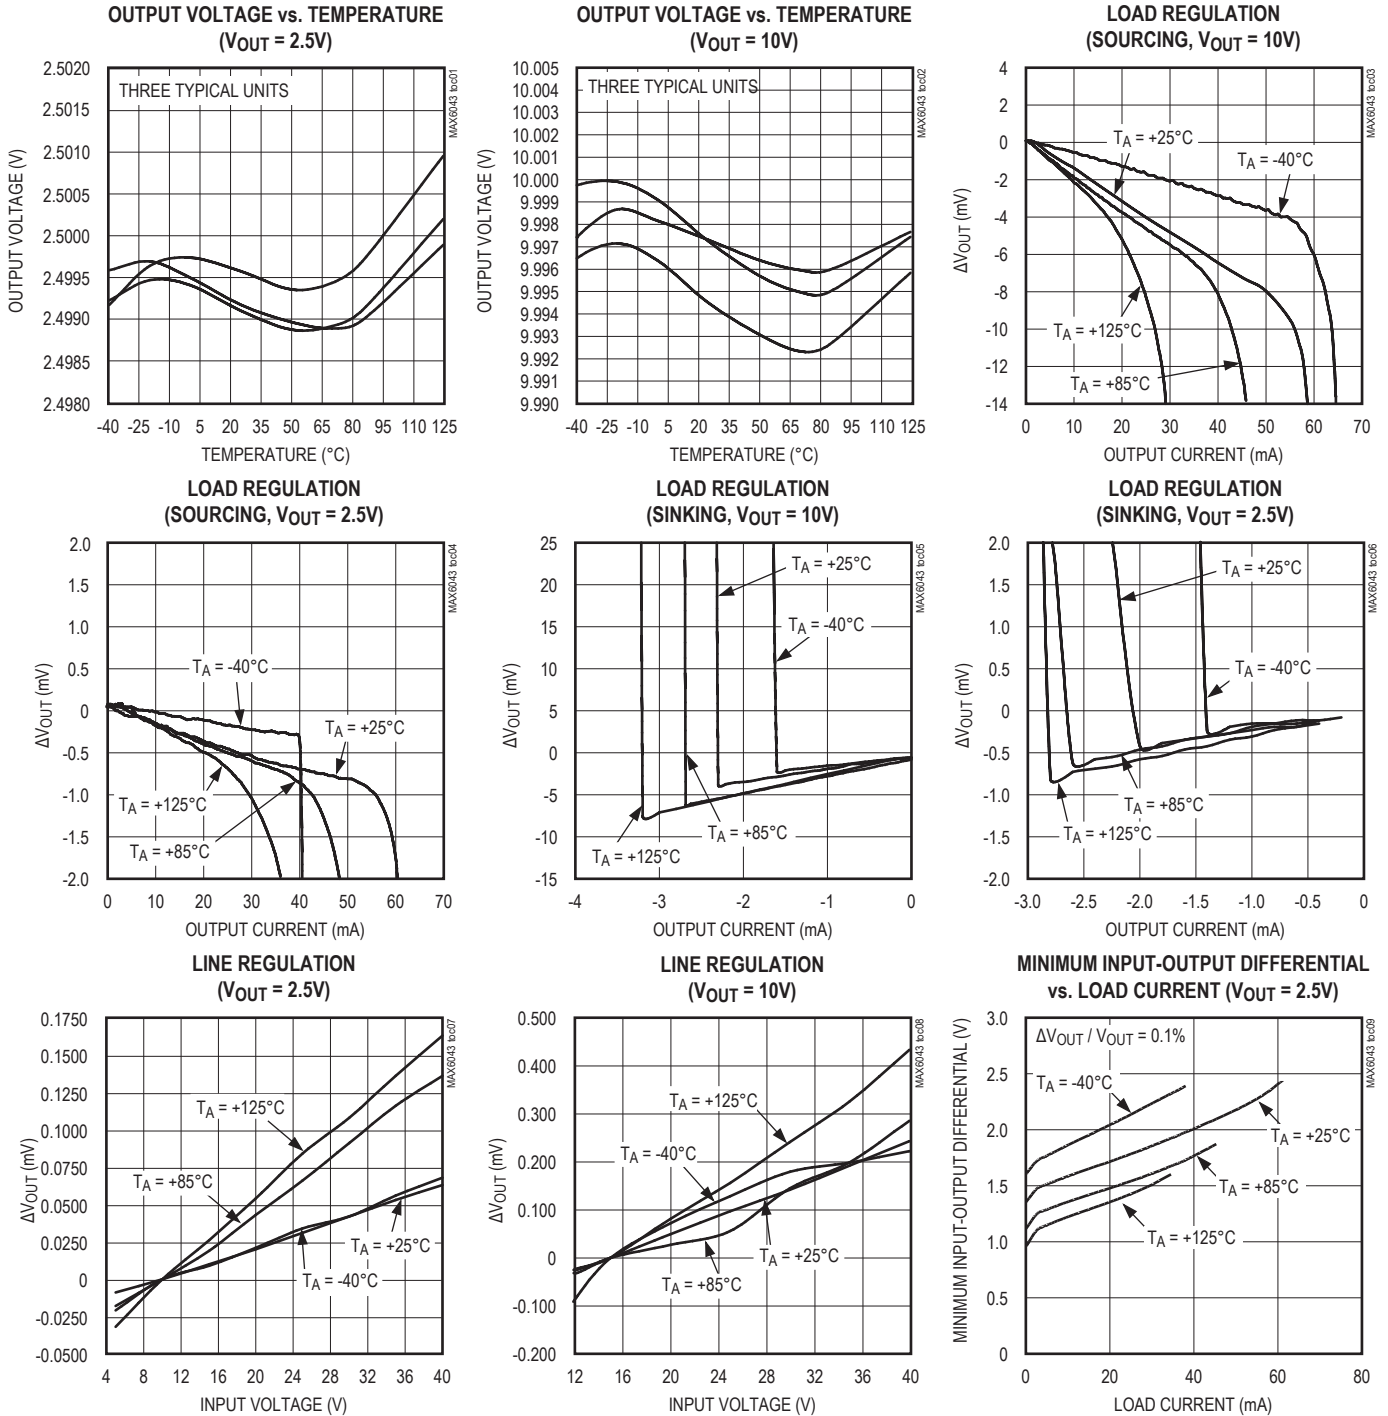 OUTPUT VOLTAGE vs. TEMPERATURE
(VOUT = 2.5V)
MAX6043 toc01
THREE TYPICAL UNITS
OUTPUT VOLTAGE (V)
2.5020
2.5015
2.5010
2.5005
2.5000
2.4995
2.4990
2.4985
2.4980
-40 -25 -10 5 20 35 50 65 80 95 110 125
TEMPERATURE (°C)
OUTPUT VOLTAGE vs. TEMPERATURE
(VOUT = 10V)
MAX6043 toc02
THREE TYPICAL UNITS
OUTPUT VOLTAGE (V)
10.005
10.004
10.003
10.002
10.001
10.000
9.999
9.998
9.997
9.996
9.995
9.994
9.993
9.992
9.991
9.990
-40 -25 -10 5 20 35 50 65 80 95 110 125
TEMPERATURE (°C)
LOAD REGULATION
(SOURCING, VOUT = 10V)
MAX6043 toc03
ΔVOUT (mV)
4
2
0
-2
-4
-6
-8
-10
-12
-14
TA = +25°C
TA = -40°C
TA = +125°C
TA = +85°C
0 10 20 30 40 50 60 70
OUTPUT CURRENT (mA)
LOAD REGULATION
(SOURCING, VOUT = 2.5V)
MAX6043 toc04
ΔVOUT (mV)
2.0
1.5
1.0
0.5
0
-0.5
-1.0
-1.5
-2.0
TA = -40°C
TA = +25°C
TA = +125°C
TA = +85°C
0 10 20 30 40 50 60 70
OUTPUT CURRENT (mA)
LOAD REGULATION
(SINKING, VOUT = 10V)
MAX6043 toc05
ΔVOUT (mV)
25
20
15
10
5
0
-5
-10
-15
TA = +25°C
TA = -40°C
TA = +85°C
TA = +125°C
-4 -3 -2 -1 0
OUTPUT CURRENT (mA)
LOAD REGULATION
(SINKING, VOUT = 2.5V)
MAX6043 toc06
ΔVOUT (mV)
2.0
1.5
1.0
0.5
0
-0.5
-1.0
-1.5
-2.0
TA = +25°C
TA = -40°C
TA = +85°C
TA = +125°C
-3.0 -2.5 -2.0 -1.5 -1.0 -0.5 0
OUTPUT CURRENT (mA)
LINE REGULATION
(VOUT = 2.5V)
MAX6043 toc07
ΔVOUT (mV)
0.1750
0.1500
0.1250
0.1000
0.0750
0.0500
0.0250
0
-0.0250
-0.0500
TA = +125°C
TA = +85°C
TA = +25°C
TA = -40°C
4 8 12 16 20 24 28 32 36 40
INPUT VOLTAGE (V)
LINE REGULATION
(VOUT = 10V)
MAX6043 toc08
ΔVOUT (mV)
0.500
0.400
0.300
0.200
0.100
0
-0.100
-0.200
TA = +125°C
TA = -40°C
TA = +25°C
TA = +85°C
12 16 20 24 28 32 36 40
INPUT VOLTAGE (V)
MINIMUM INPUT-OUTPUT DIFFERENTIAL
vs. LOAD CURRENT (VOUT = 2.5V)
MAX6043 toc09
MINIMUM INPUT-OUTPUT DIFFERENTIAL (V)
3.0
2.5
2.0
1.5
1.0
0.5
0
ΔVOUT / VOUT = 0.1%
TA = -40°C
TA = +25°C
TA = +85°C
TA = +125°C
0 20 40 60 80
LOAD CURRENT (mA)